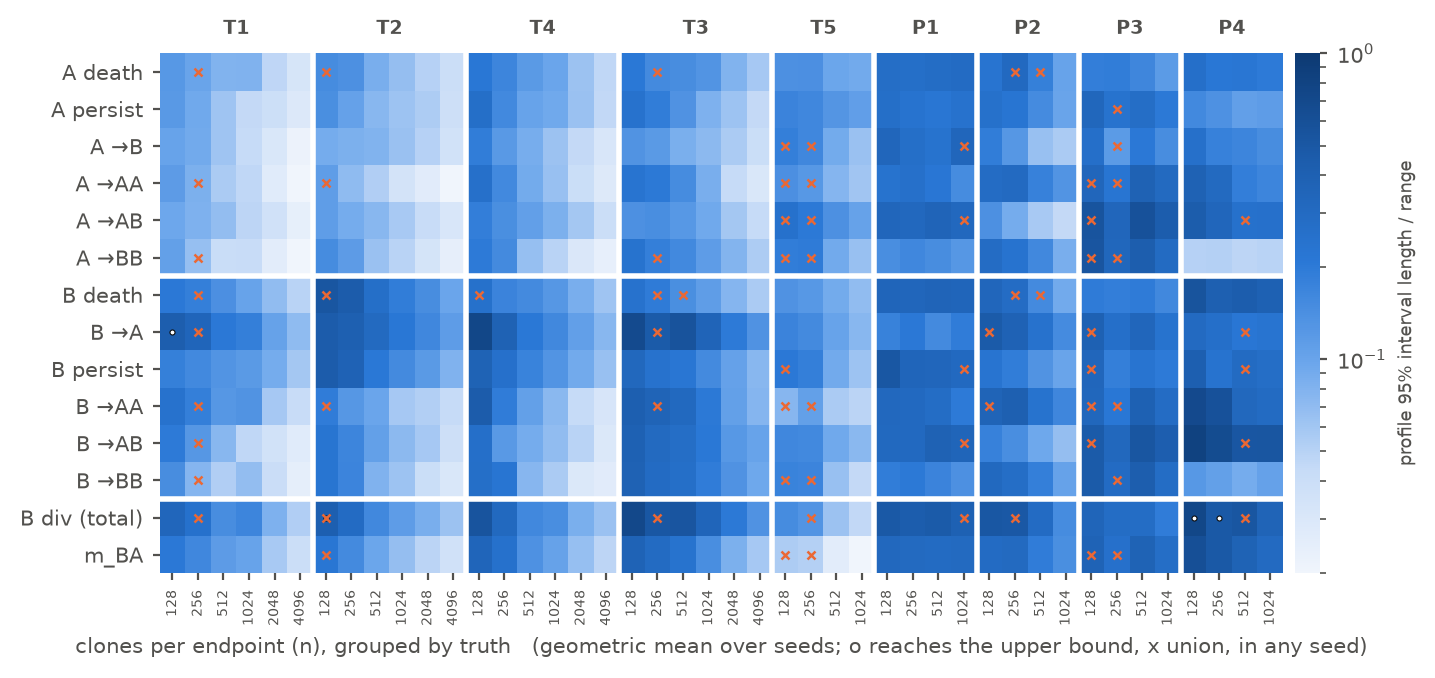 T1 T2 T4 T3 T5 P1 P2 P3 P4
A death
A persist
A →B
A →AA
A →AB
A →BB
B death
B →A
B persist
B →AA
B →AB
B →BB
B div (total)
m_BA
128 256 512 1024 2048 4096 128 256 512 1024 2048 4096 128 256 512 1024 2048 4096 128 256 512 1024 2048 4096 128 256 512 1024 128 256 512 1024 128 256 512 1024 128 256 512 1024 128 256 512 1024
clones per endpoint (n), grouped by truth (geometric mean over seeds; o reaches the upper bound, x union, in any seed)
10⁰
10⁻¹
profile 95% interval length / range